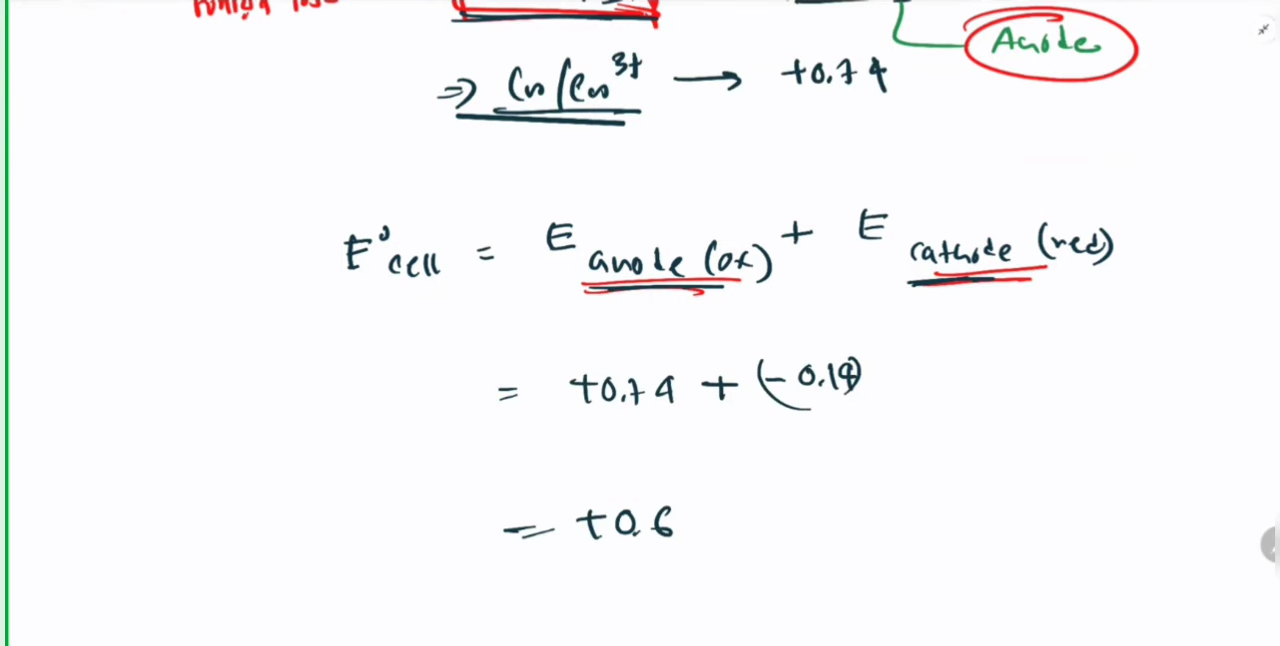 Anode
⇒ Cr/Cr³⁺ ⟶ +0.74
E°cell = E anode (ox) + E cathode (red)
= +0.74 + (-0.14)
= +0.6